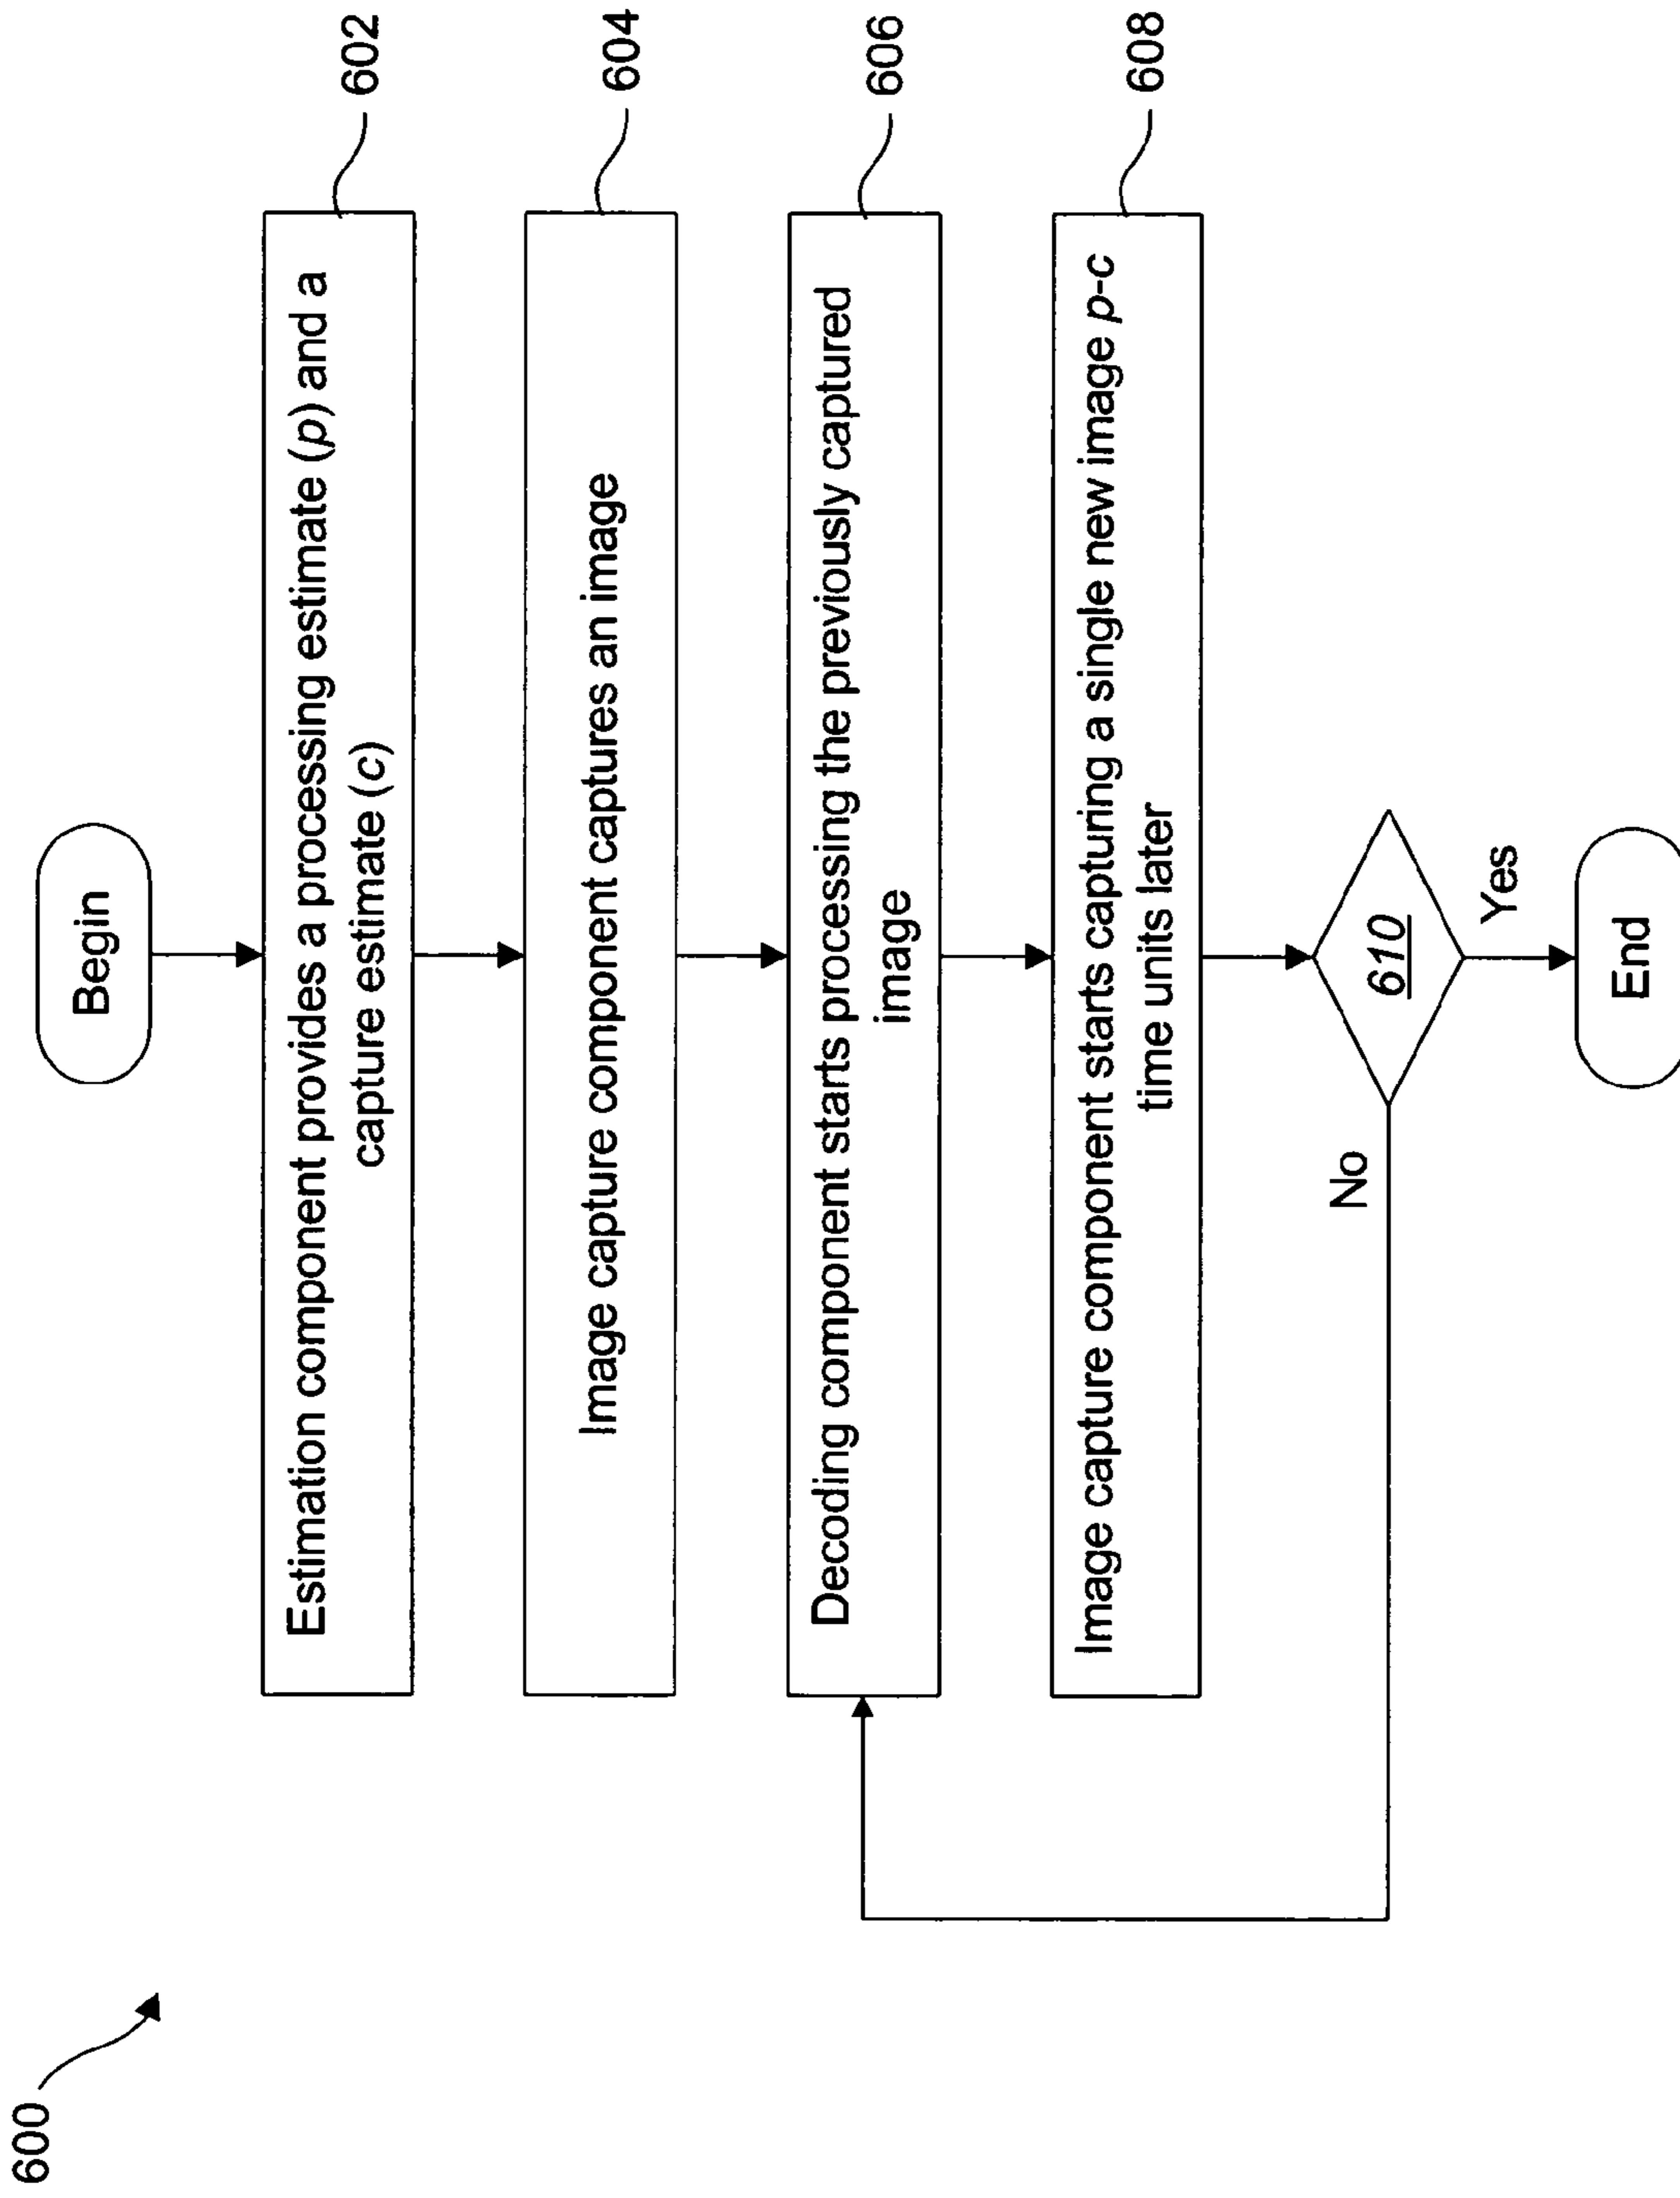 600
Begin
Estimation component provides a processing estimate (p) and a
capture estimate (c)
602
Image capture component captures an image
604
Decoding component starts processing the previously captured
image
606
Image capture component starts capturing a single new image p-c
time units later
608
610
No
Yes
End